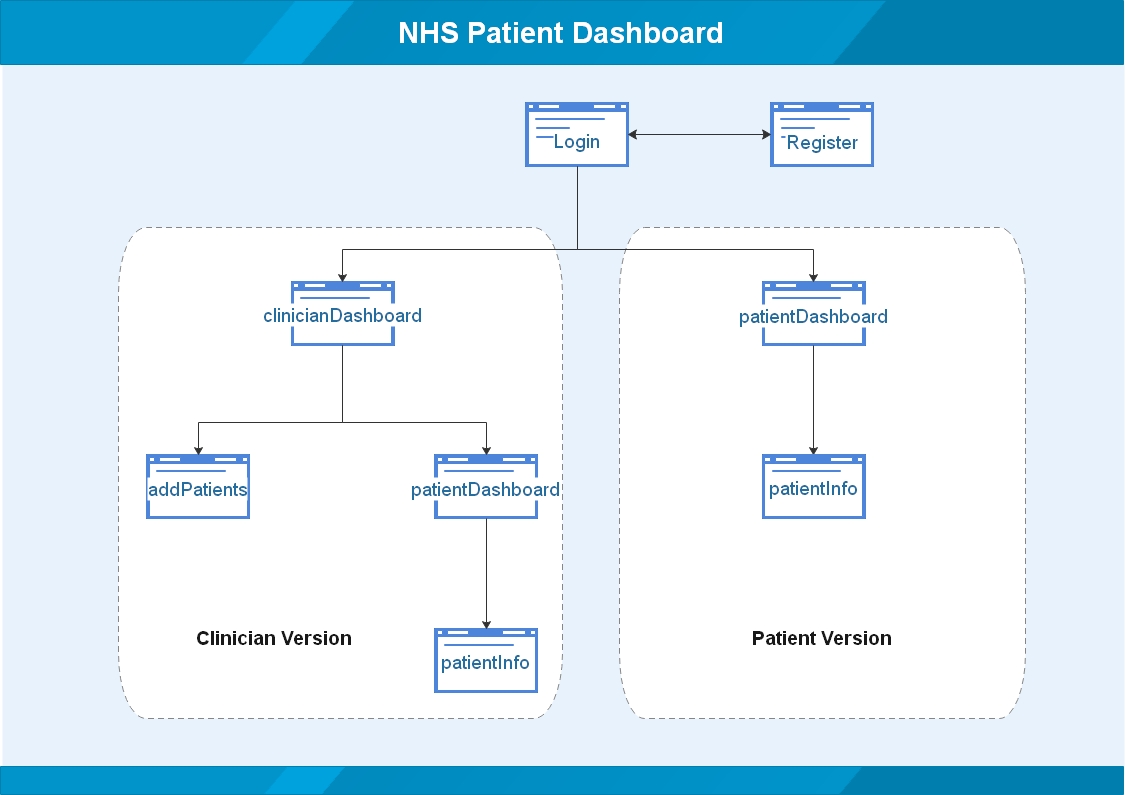 NHS Patient Dashboard
Login
Register
clinicianDashboard
patientDashboard
addPatients
patientDashboard
patientInfo
Clinician Version
Patient Version
patientInfo